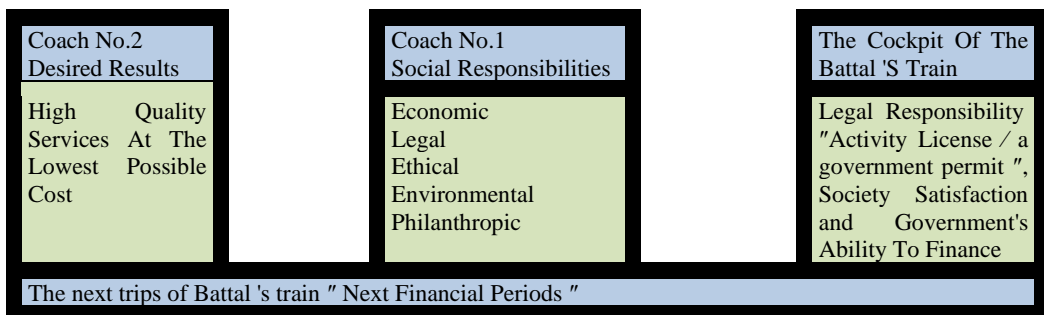 Coach No.2
Desired Results
High Quality
Services At The
Lowest Possible
Cost
Coach No.1
Social Responsibilities
Economic
Legal
Ethical
Environmental
Philanthropic
The Cockpit Of The
Battal 'S Train
Legal Responsibility
″Activity License ∕ a
government permit ″,
Society Satisfaction
and Government's
Ability To Finance
The next trips of Battal 's train ″ Next Financial Periods ″